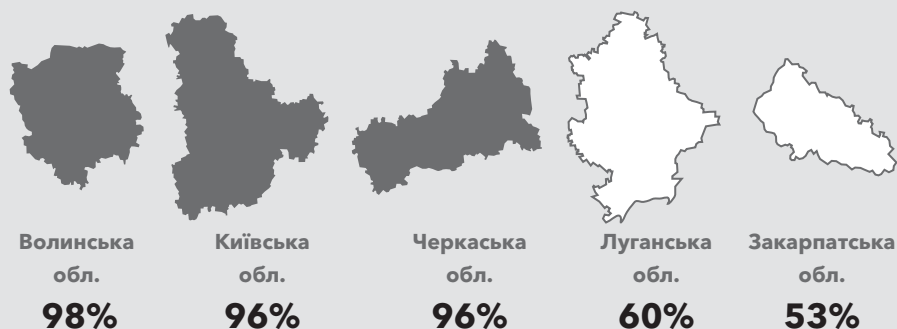 Волинська
обл.
98%
Київська
обл.
96%
Черкаська
обл.
96%
Луганська
обл.
60%
Закарпатська
обл.
53%